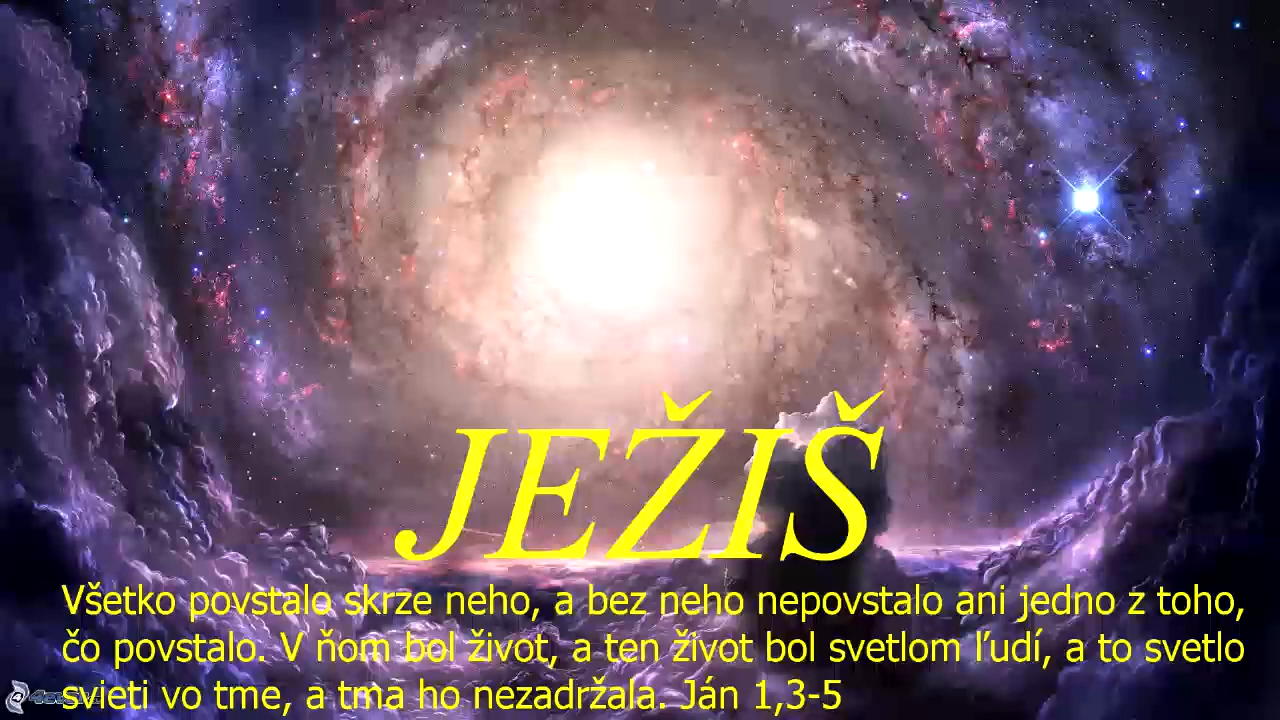 JEŽIŠ
Všetko povstalo skrze neho, a bez neho nepovstalo ani jedno z toho,
čo povstalo. V ňom bol život, a ten život bol svetlom ľudí, a to svetlo
svieti vo tme, a tma ho nezadržala. Ján 1,3-5